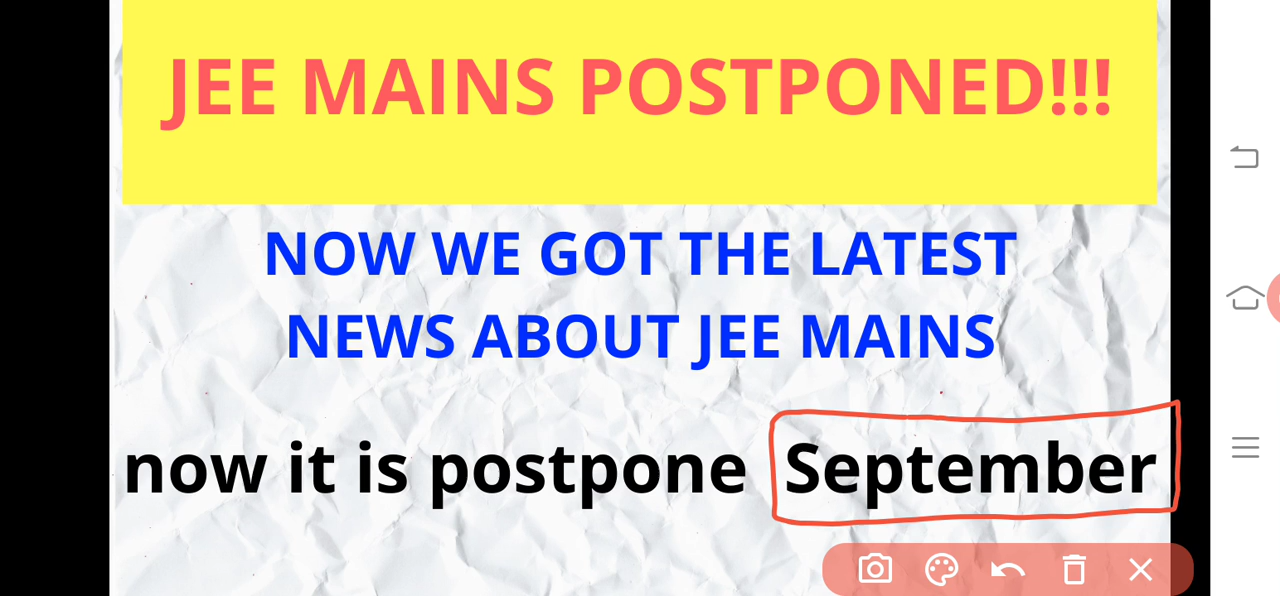 JEE MAINS POSTPONED!!!
NOW WE GOT THE LATEST
NEWS ABOUT JEE MAINS
now it is postpone September